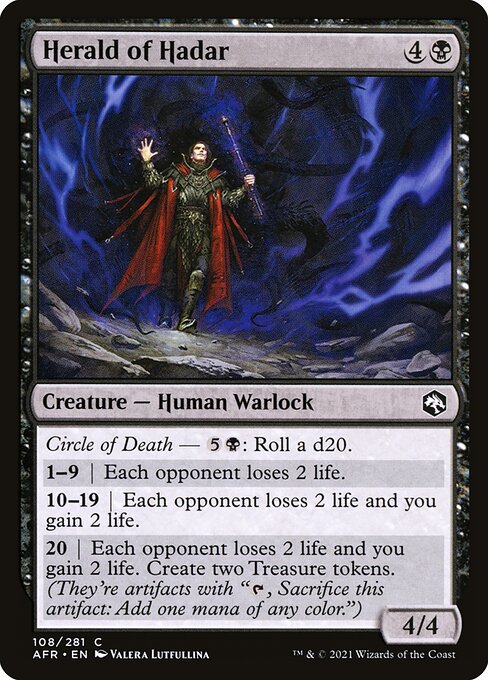 Herald of Hadar 4
Creature — Human Warlock
Circle of Death — 5: Roll a d20.
1–9 | Each opponent loses 2 life.
10–19 | Each opponent loses 2 life and you
gain 2 life.
20 | Each opponent loses 2 life and you
gain 2 life. Create two Treasure tokens.
(They're artifacts with “, Sacrifice this
artifact: Add one mana of any color.”)
4/4
108/281 C
AFR • EN VALERA LUTFULLINA
™ & © 2021 Wizards of the Coast